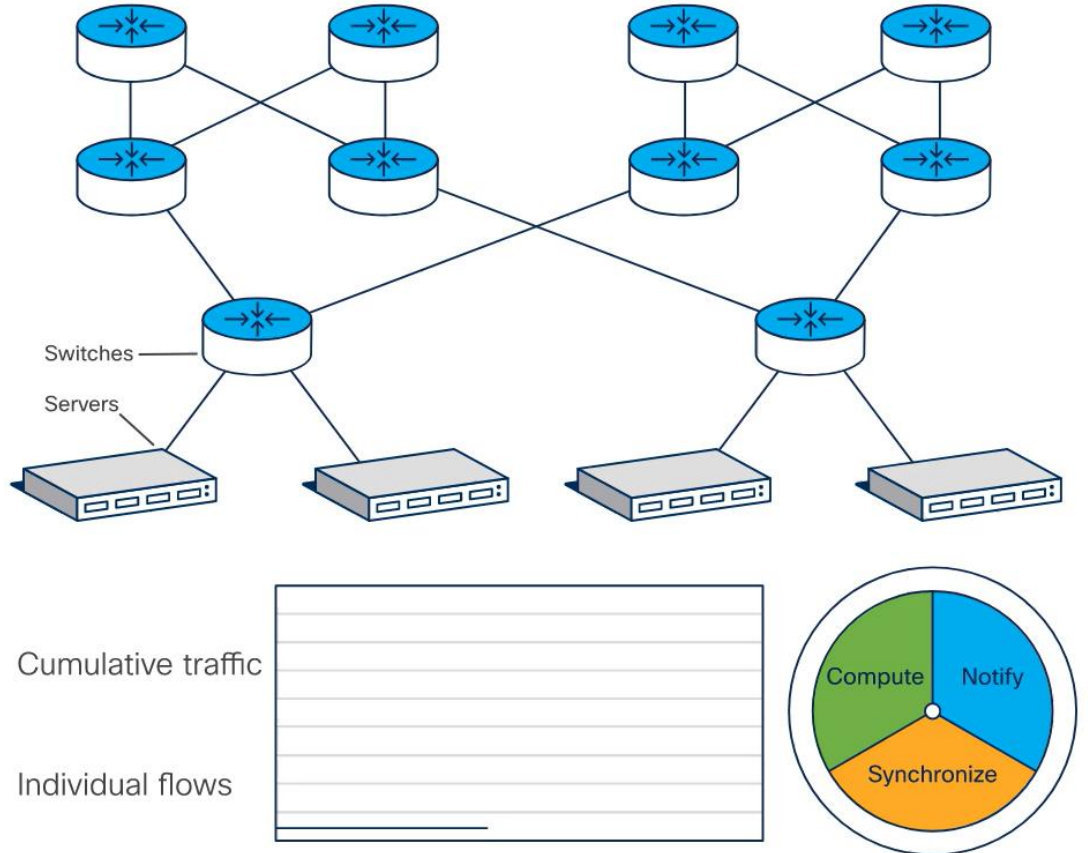 Switches
Servers
Cumulative traffic
Individual flows
Compute
Notify
Synchronize